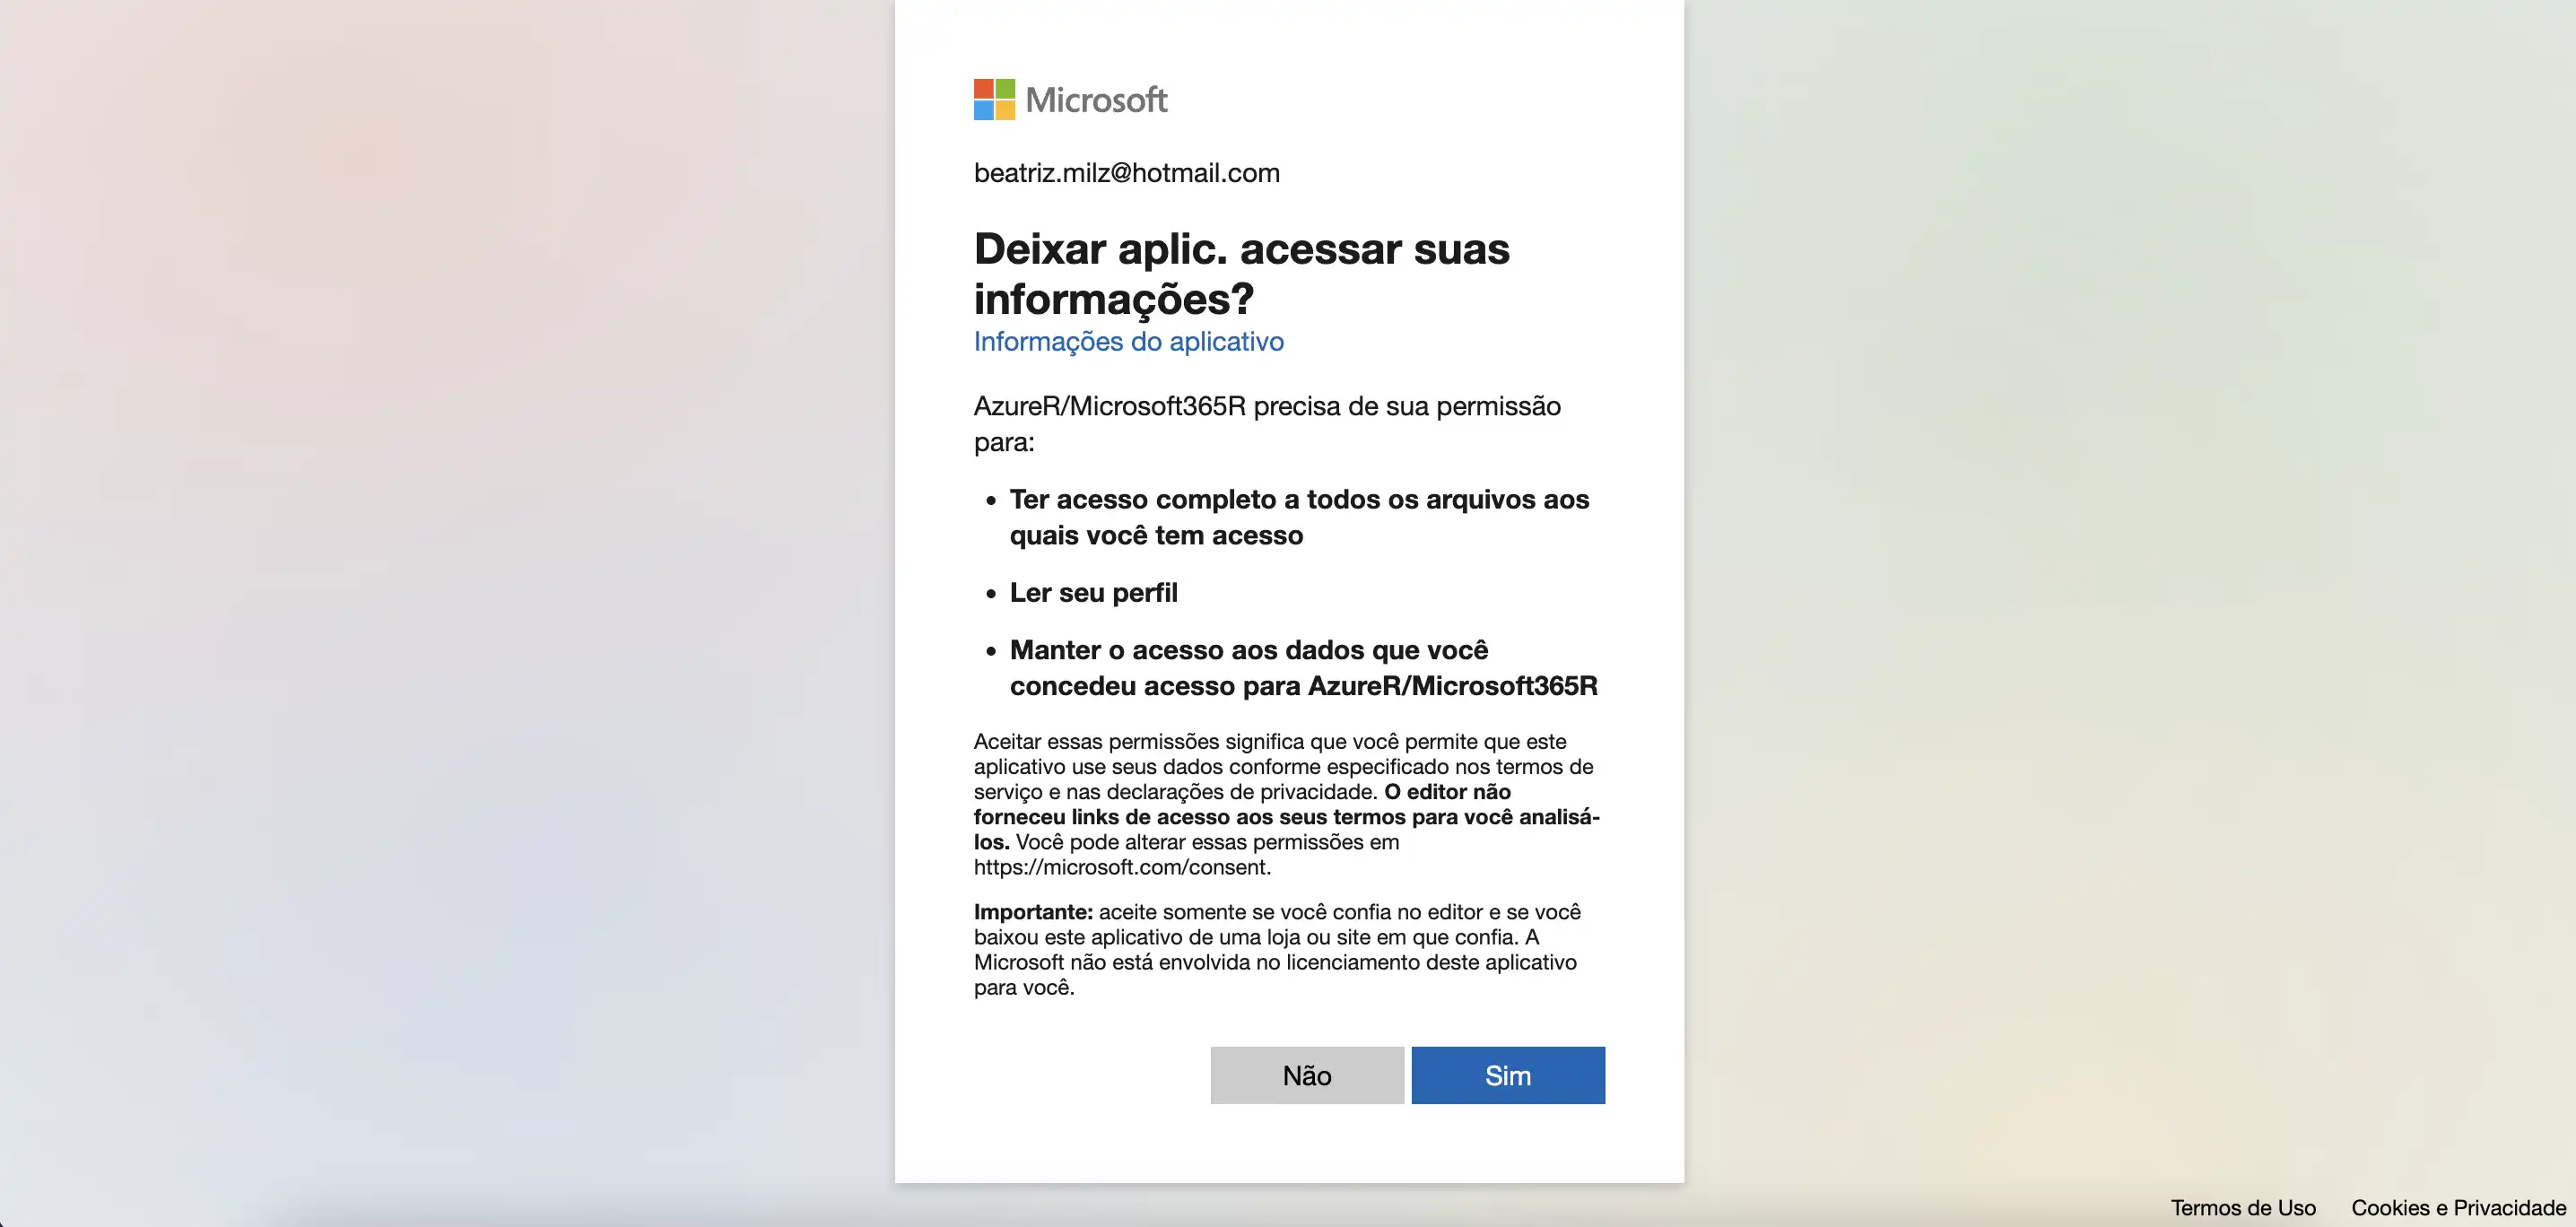 Microsoft
beatriz.milz@hotmail.com
Deixar aplic. acessar suas
informações?
Informações do aplicativo
AzureR/Microsoft365R precisa de sua permissão
para:
• Ter acesso completo a todos os arquivos aos
quais você tem acesso
• Ler seu perfil
• Manter o acesso aos dados que você
concedeu acesso para AzureR/Microsoft365R
Aceitar essas permissões significa que você permite que este
aplicativo use seus dados conforme especificado nos termos de
serviço e nas declarações de privacidade. O editor não
forneceu links de acesso aos seus termos para você analisá-
los. Você pode alterar essas permissões em
https://microsoft.com/consent.
Importante: aceite somente se você confia no editor e se você
baixou este aplicativo de uma loja ou site em que confia. A
Microsoft não está envolvida no licenciamento deste aplicativo
para você.
Não Sim
Termos de Uso Cookies e Privacidade